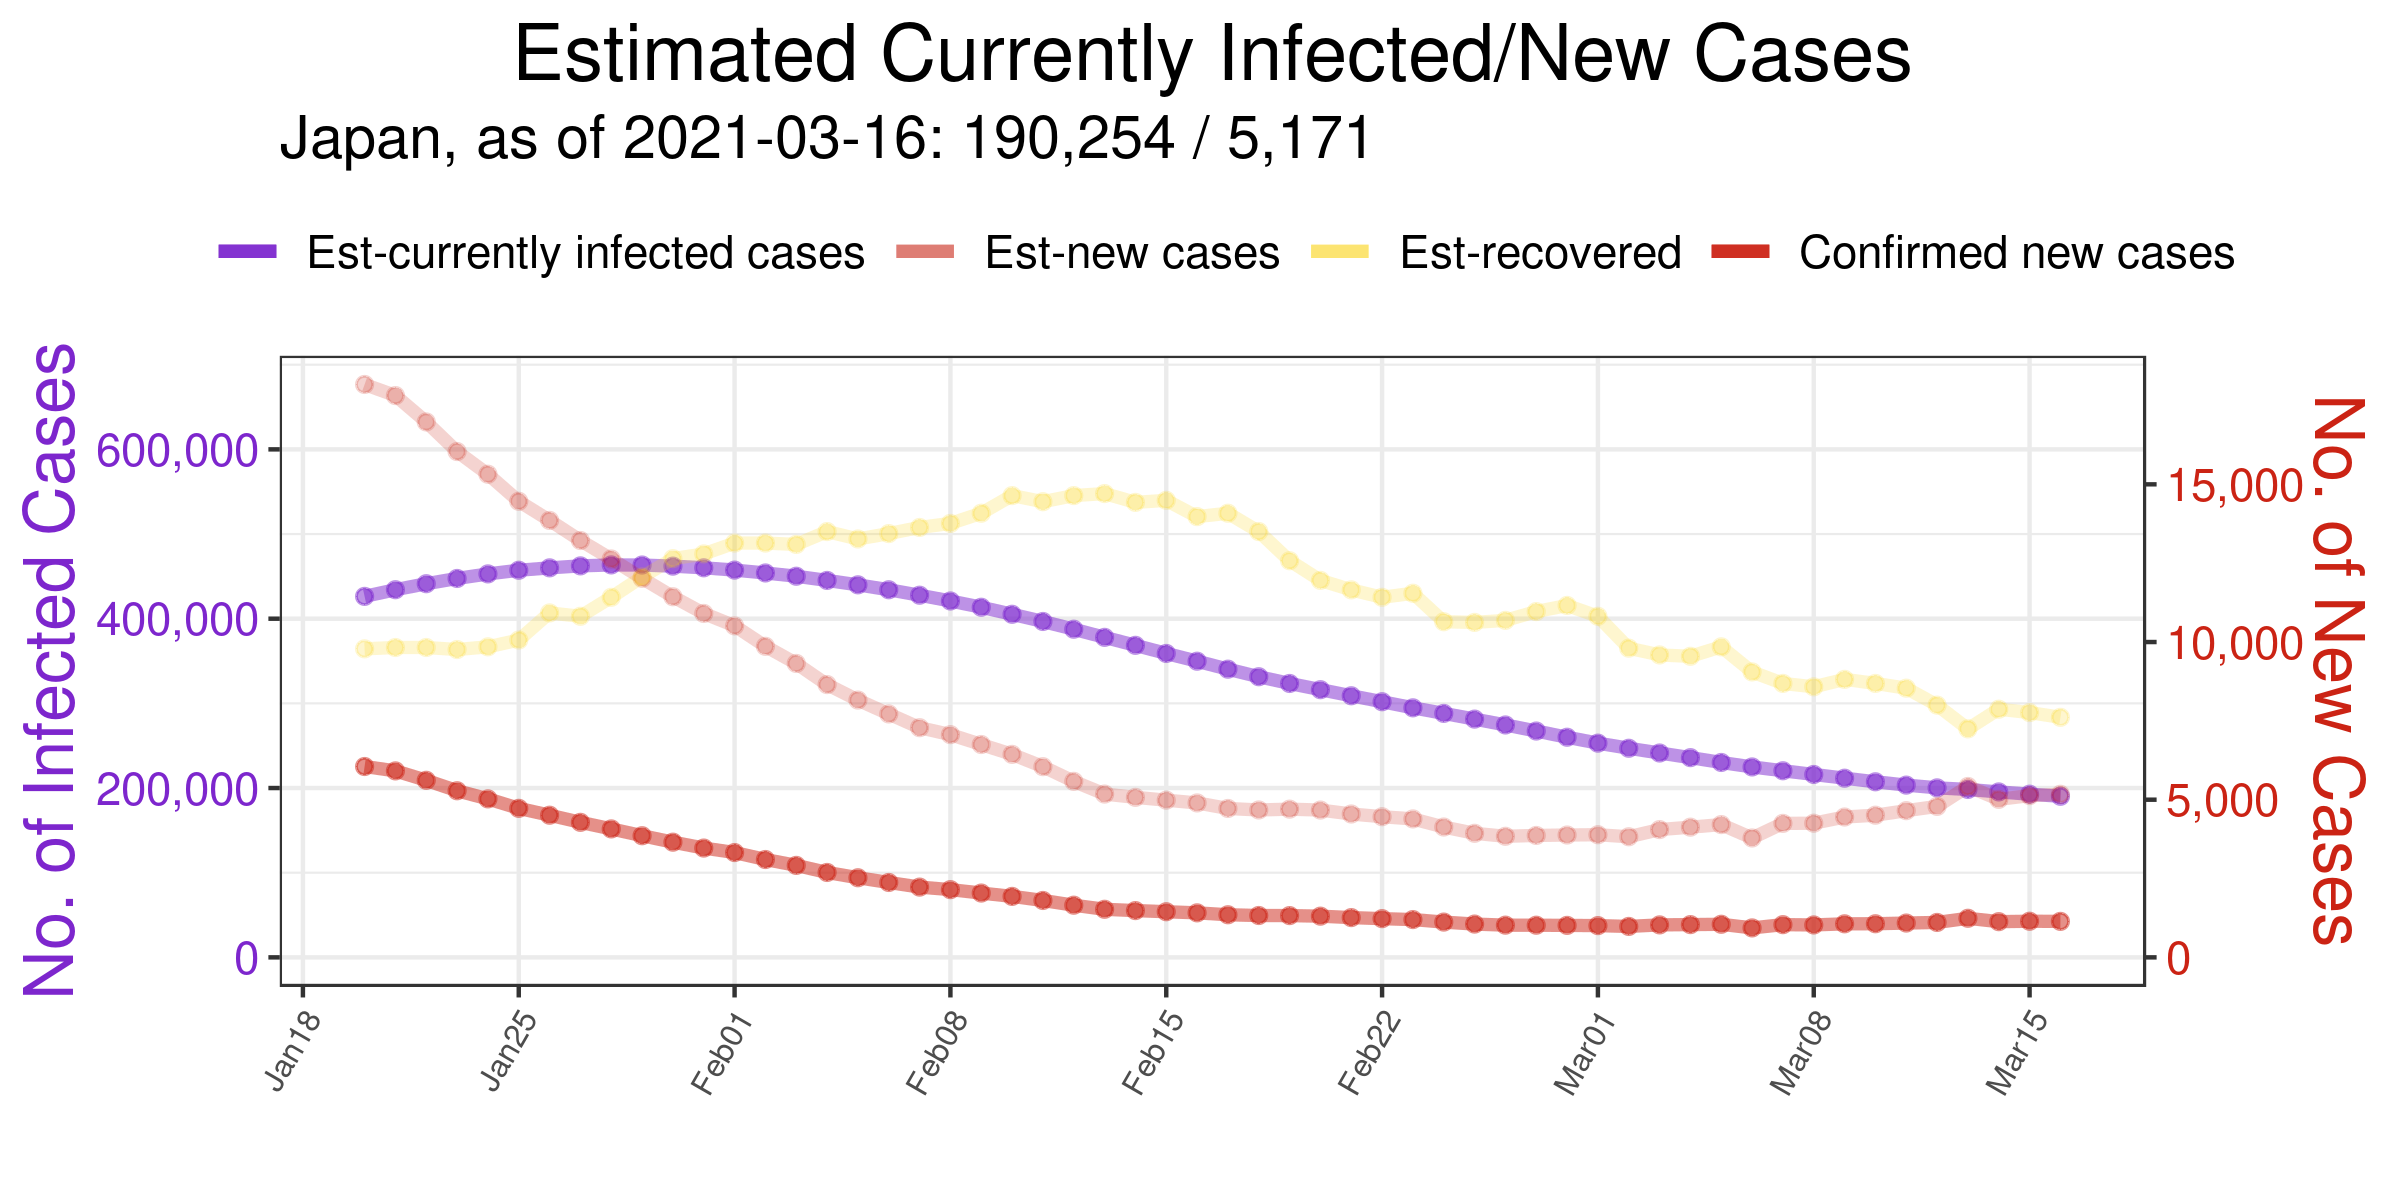 Estimated Currently Infected/New Cases
Japan, as of 2021-03-16: 190,254 / 5,171
Est-currently infected cases Est-new cases Est-recovered Confirmed new cases
No. of Infected Cases
600,000
400,000
200,000
0
15,000
10,000
5,000
0
No. of New Cases
Jan18 Jan25 Feb01 Feb08 Feb15 Feb22 Mar01 Mar08 Mar15